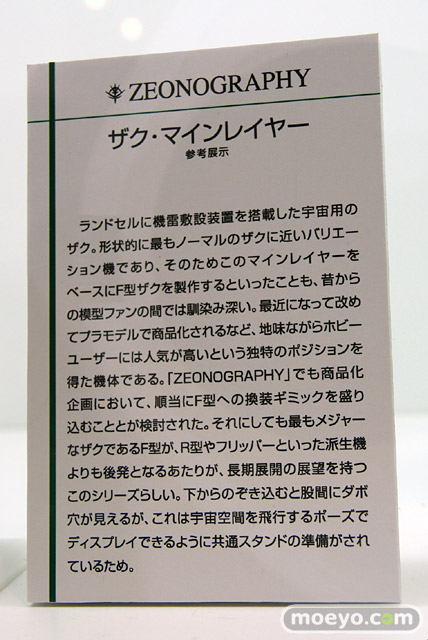 ZEONOGRAPHY
ザク・マインレイヤー
参考展示
ランドセルに機雷敷設装置を搭載した宇宙用の
ザク。形状的に最もノーマルのザクに近いバリエー
ション機であり、そのためこのマインレイヤーを
ベースにF型ザクを製作するといったことも、昔から
の模型ファンの間では馴染み深い。最近になって改め
てプラモデルで商品化されるなど、地味ながらホビー
ユーザーには人気が高いという独特のポジションを
得た機体である。「ZEONOGRAPHY」でも商品化
企画において、順当にF型への換装ギミックを盛り
込むことが検討された。それにしても最もメジャー
なザクであるF型が、R型やフリッパーといった派生機
よりも後発となるあたりが、長期展開の展望を持つ
このシリーズらしい。下からのぞき込むと股間にダボ
穴が見えるが、これは宇宙空間を飛行するポーズで
ディスプレイできるように共通スタンドの準備がされ
ているため。
moeyo.com